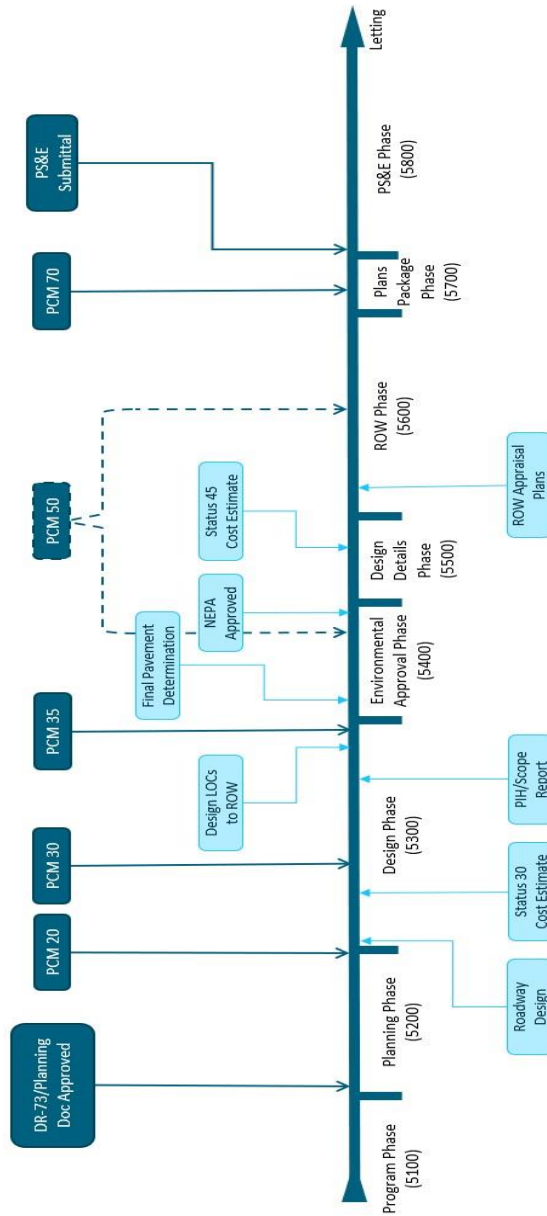 DR-73/Planning
Doc Approved
PCM 20
PCM 30
PCM 35
PCM 50
PCM 70
PS&E
Submittal
Design LOCs
to ROW
Final Pavement
Determination
NEPA
Approved
Status 45
Cost Estimate
Program Phase
(5100)
Planning Phase
(5200)
Design Phase
(5300)
Environmental
Approval Phase
(5400)
Design
Details
Phase
(5500)
ROW Phase
(5600)
Plans
Package
Phase
(5700)
PS&E Phase
(5800)
Letting
Roadway
Design
Status 30
Cost Estimate
PIH/Scope
Report
ROW Appraisal
Plans